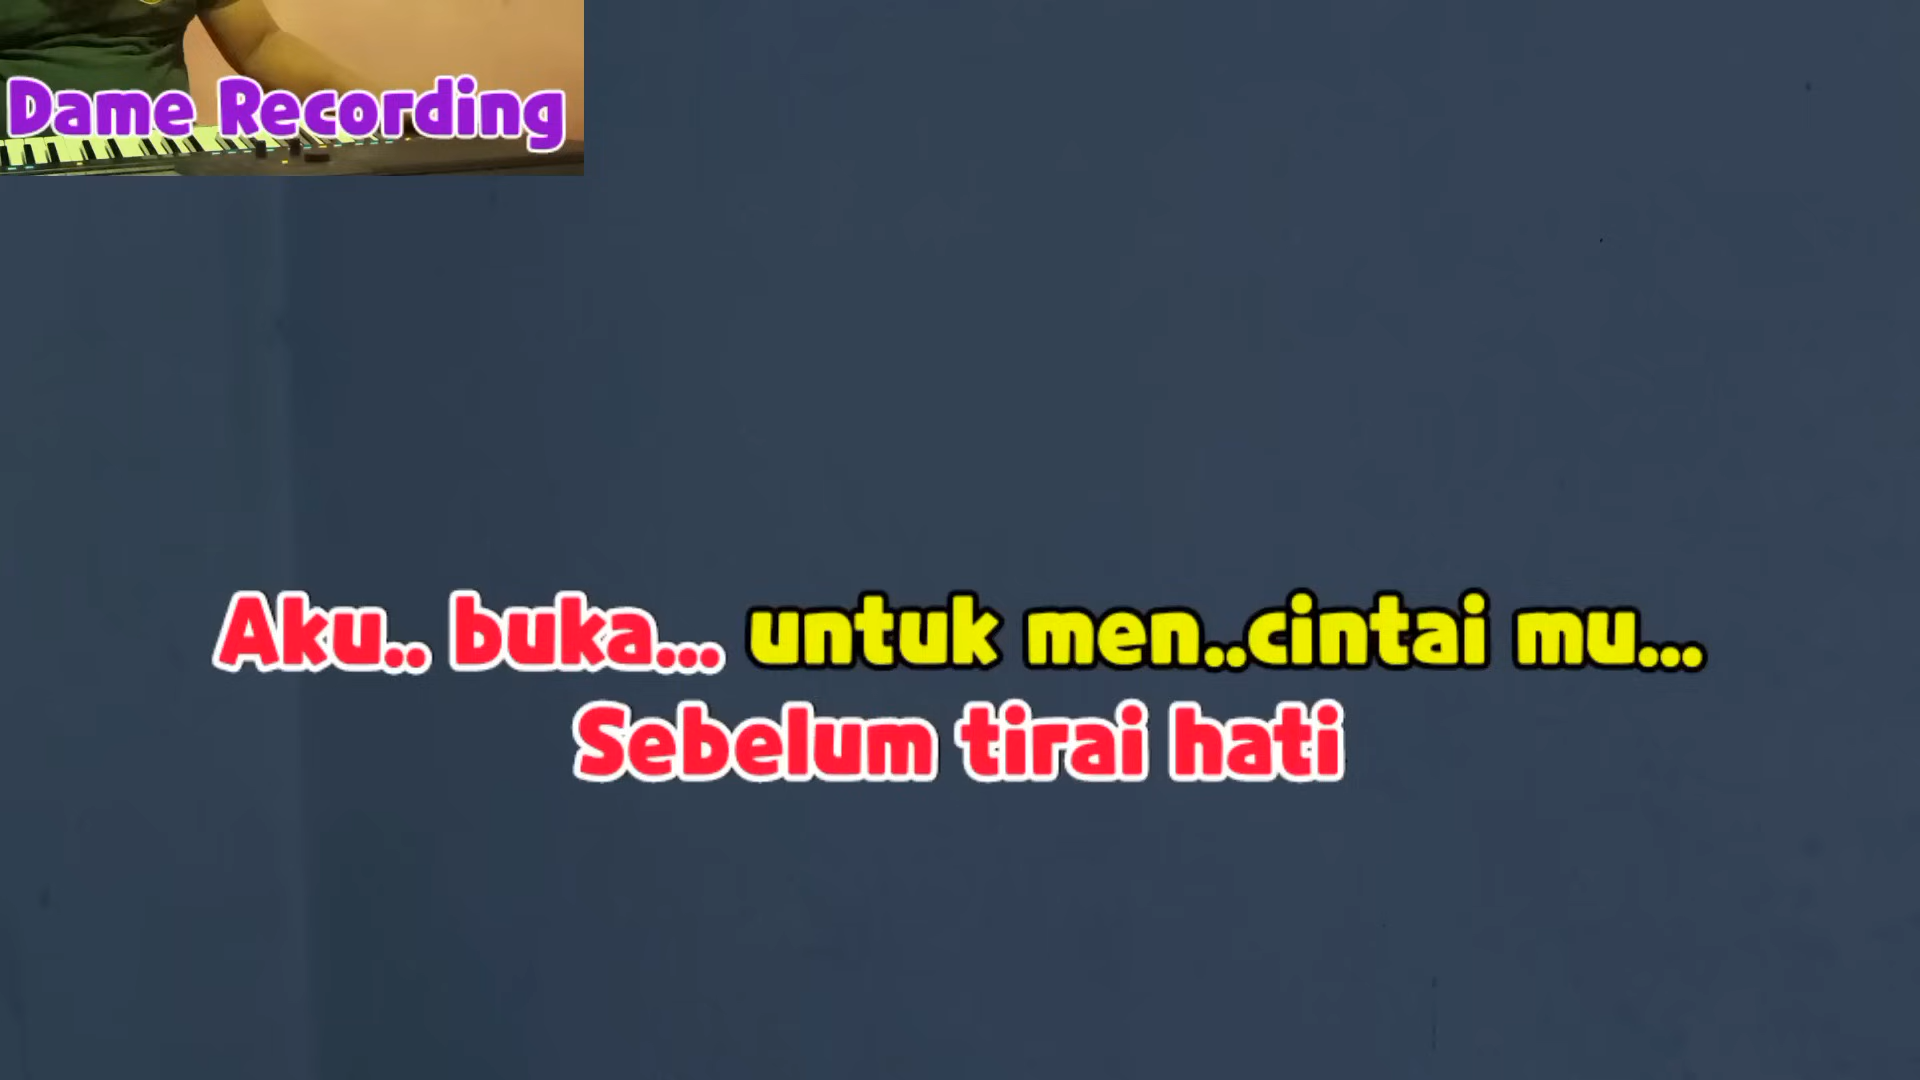 Dame Recording
Aku.. buka... untuk men..cintai mu...
Sebelum tirai hati